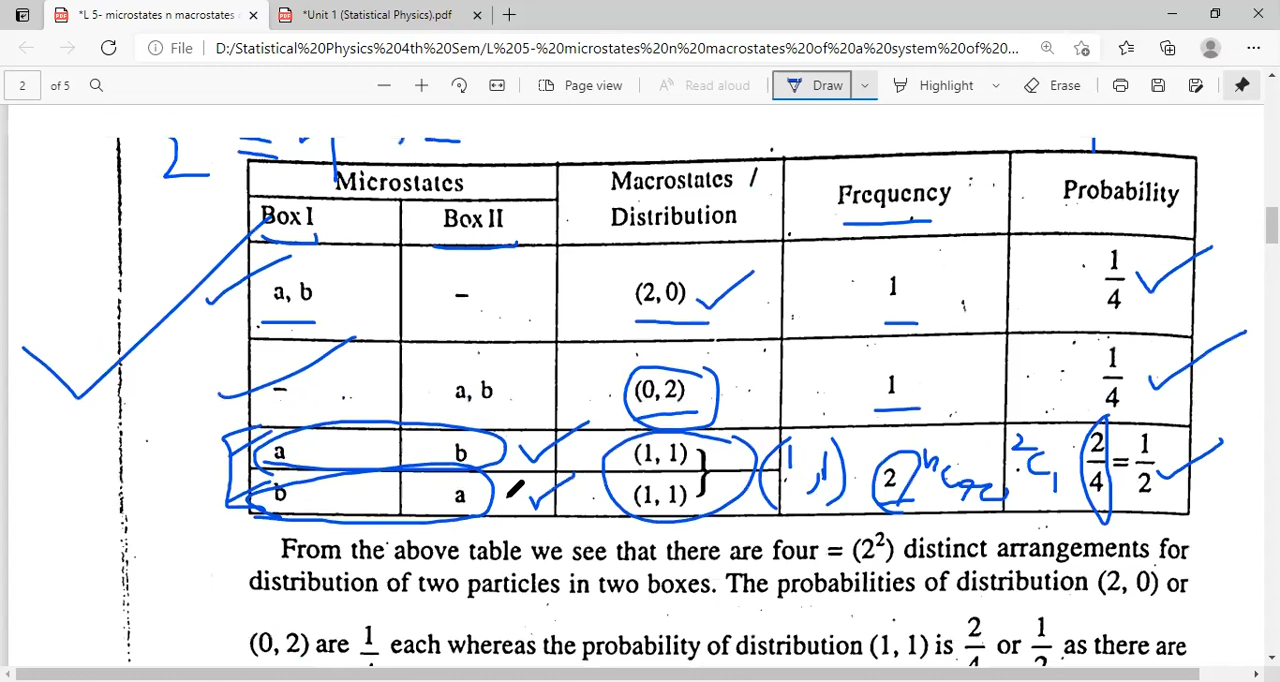 *L 5- microstates n macrostates
*Unit 1 (Statistical Physics).pdf
File D:/Statistical%20Physics%204th%20Sem/L%205-%20microstates%20n%20macrostates%20of%20a%20system%20of%20...
2 of 5
Page view
Read aloud
Draw
Highlight
Erase
Microstates Macrostates / Distribution Frequency Probability
Box I Box II
a, b - (2, 0) 1 1/4
- a, b (0, 2) 1 1/4
a b (1, 1) } (1, 1) 2 2C1 2/4 = 1/2
b a (1, 1)
From the above table we see that there are four = (2²) distinct arrangements for
distribution of two particles in two boxes. The probabilities of distribution (2, 0) or
(0, 2) are each whereas the probability of distribution (1, 1) is 2/4 or 1/2 as there are